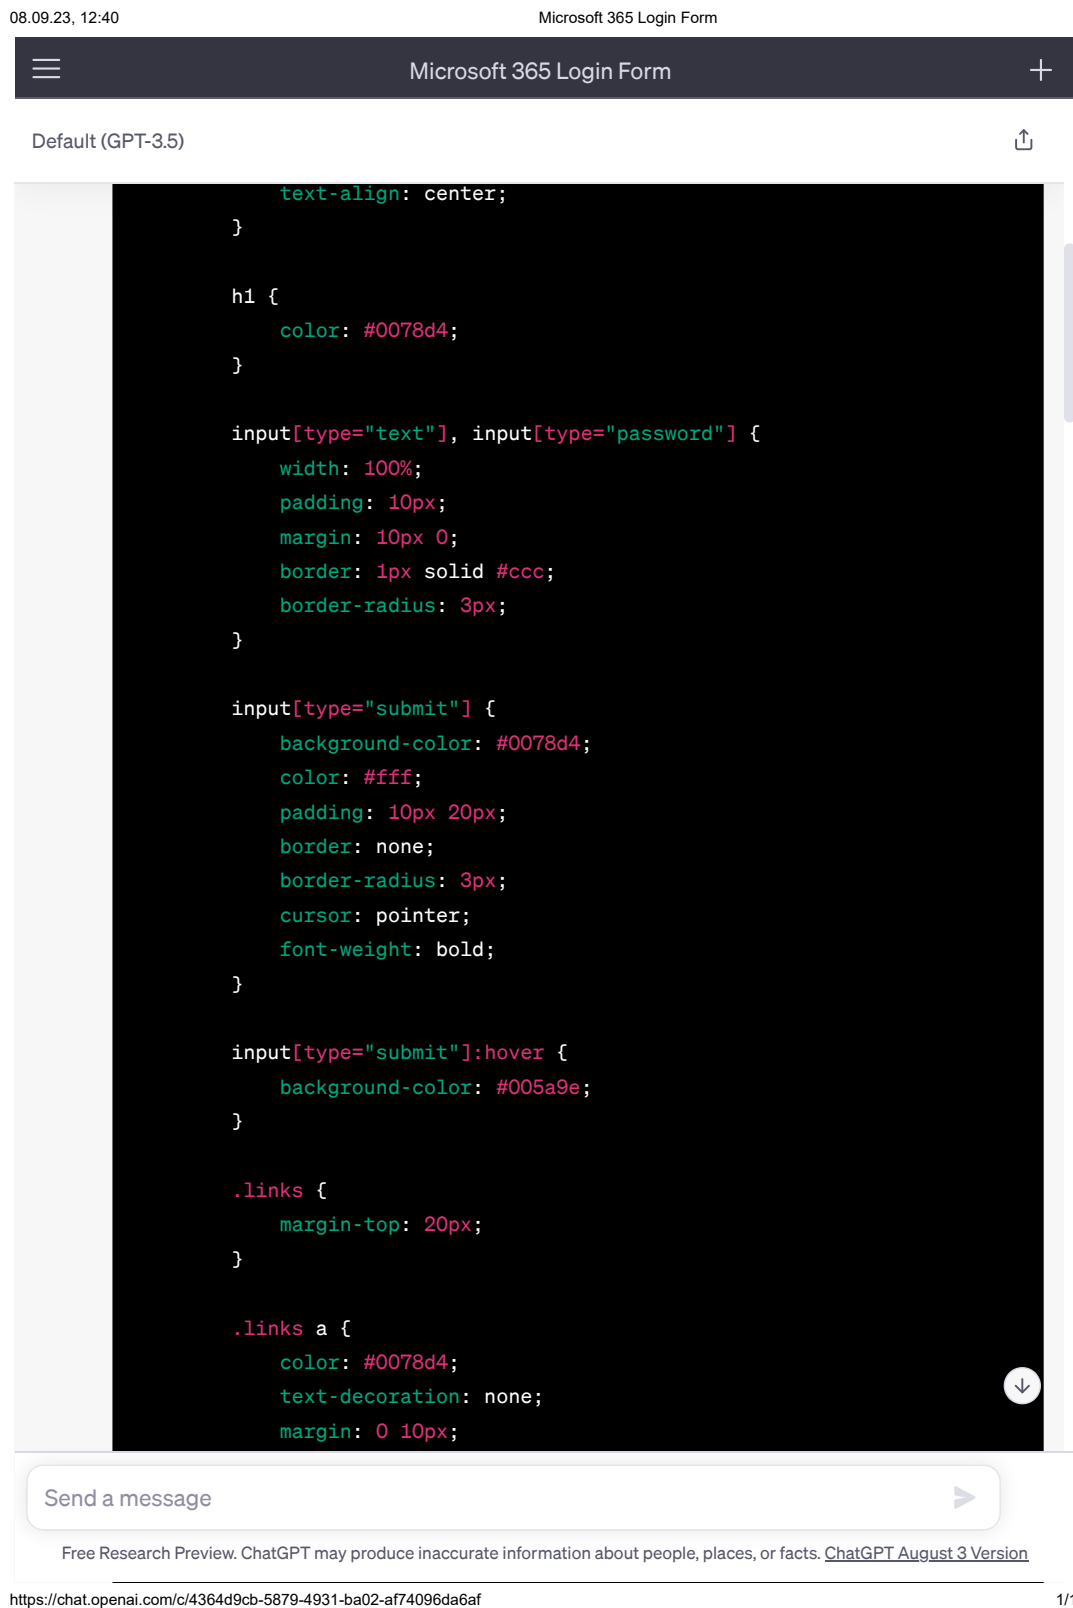 08.09.23, 12:40 Microsoft 365 Login Form
Microsoft 365 Login Form
Default (GPT-3.5)
text-align: center;
}
h1 {
color: #0078d4;
}
input[type="text"], input[type="password"] {
width: 100%;
padding: 10px;
margin: 10px 0;
border: 1px solid #ccc;
border-radius: 3px;
}
input[type="submit"] {
background-color: #0078d4;
color: #fff;
padding: 10px 20px;
border: none;
border-radius: 3px;
cursor: pointer;
font-weight: bold;
}
input[type="submit"]:hover {
background-color: #005a9e;
}
.links {
margin-top: 20px;
}
.links a {
color: #0078d4;
text-decoration: none;
margin: 0 10px;
Send a message
Free Research Preview. ChatGPT may produce inaccurate information about people, places, or facts. ChatGPT August 3 Version
https://chat.openai.com/c/4364d9cb-5879-4931-ba02-af74096da6af 1/1